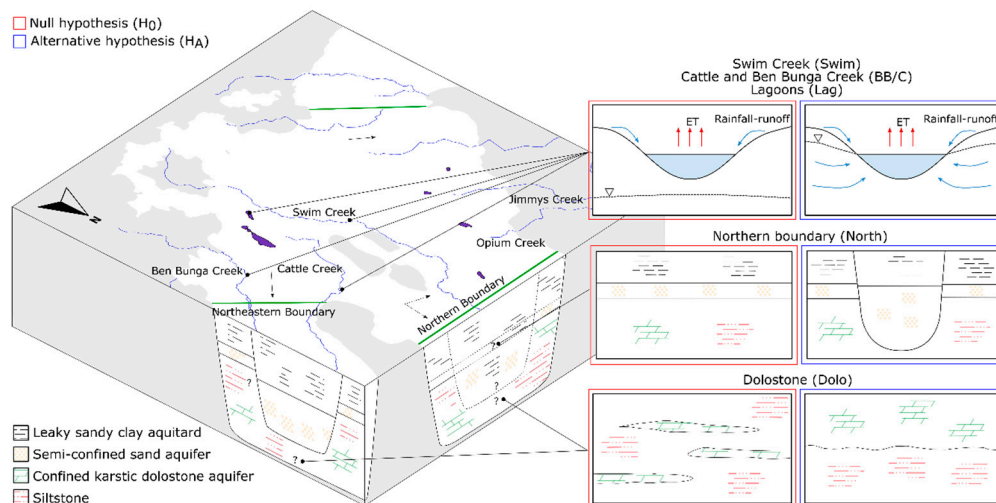 Null hypothesis (H0)
Alternative hypothesis (HA)
Swim Creek (Swim)
Cattle and Ben Bunga Creek (BB/C)
Lagoons (Lag)
ET
Rainfall-runoff
ET
Rainfall-runoff
N
Swim Creek
Jimmys Creek
Opium Creek
Ben Bunga Creek
Cattle Creek
Northeastern Boundary
Northern Boundary
Northern boundary (North)
?
?
?
?
Dolostone (Dolo)
Leaky sandy clay aquitard
Semi-confined sand aquifer
Confined karstic dolostone aquifer
Siltstone